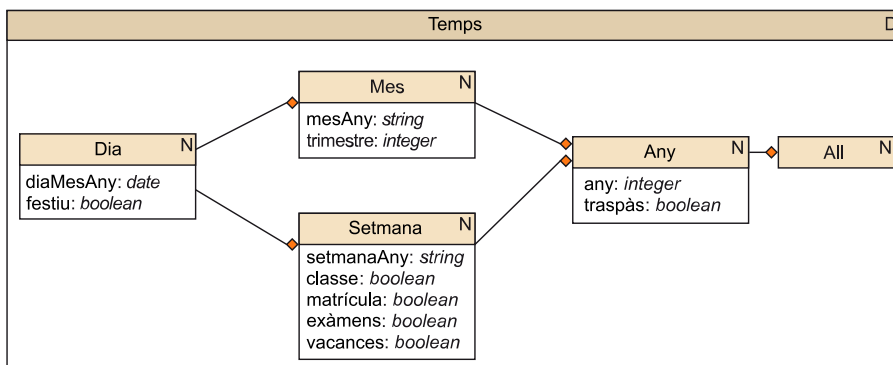 Temps D
Dia N
diaMesAny: date
festiu: boolean
Mes N
mesAny: string
trimestre: integer
Setmana N
setmanaAny: string
classe: boolean
matrícula: boolean
exàmens: boolean
vacances: boolean
Any N
any: integer
traspàs: boolean
All N